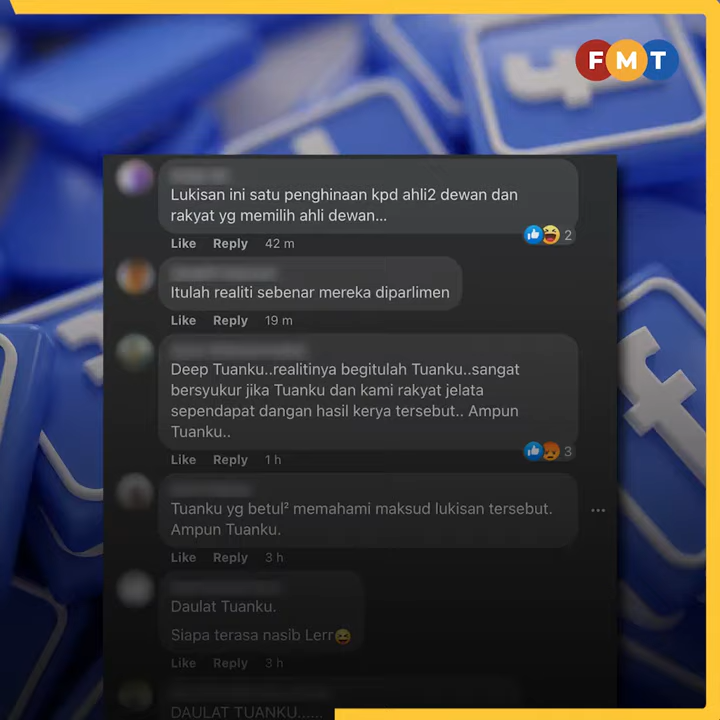 FMT
Lukisan ini satu penghinaan kpd ahli2 dewan dan
rakyat yg memilih ahli dewan...
2
Like Reply 42 m
Itulah realiti sebenar mereka diparlimen
Like Reply 19 m
Deep Tuanku..realitinya begitulah Tuanku..sangat
bersyukur jika Tuanku dan kami rakyat jelata
sependapat dangan hasil kerya tersebut.. Ampun
Tuanku..
3
Like Reply 1 h
Tuanku yg betul² memahami maksud lukisan tersebut.
Ampun Tuanku.
Like Reply 3 h
Daulat Tuanku.
Siapa terasa nasib Lerr😆
Like Reply 3 h
DAULAT TUANKU......